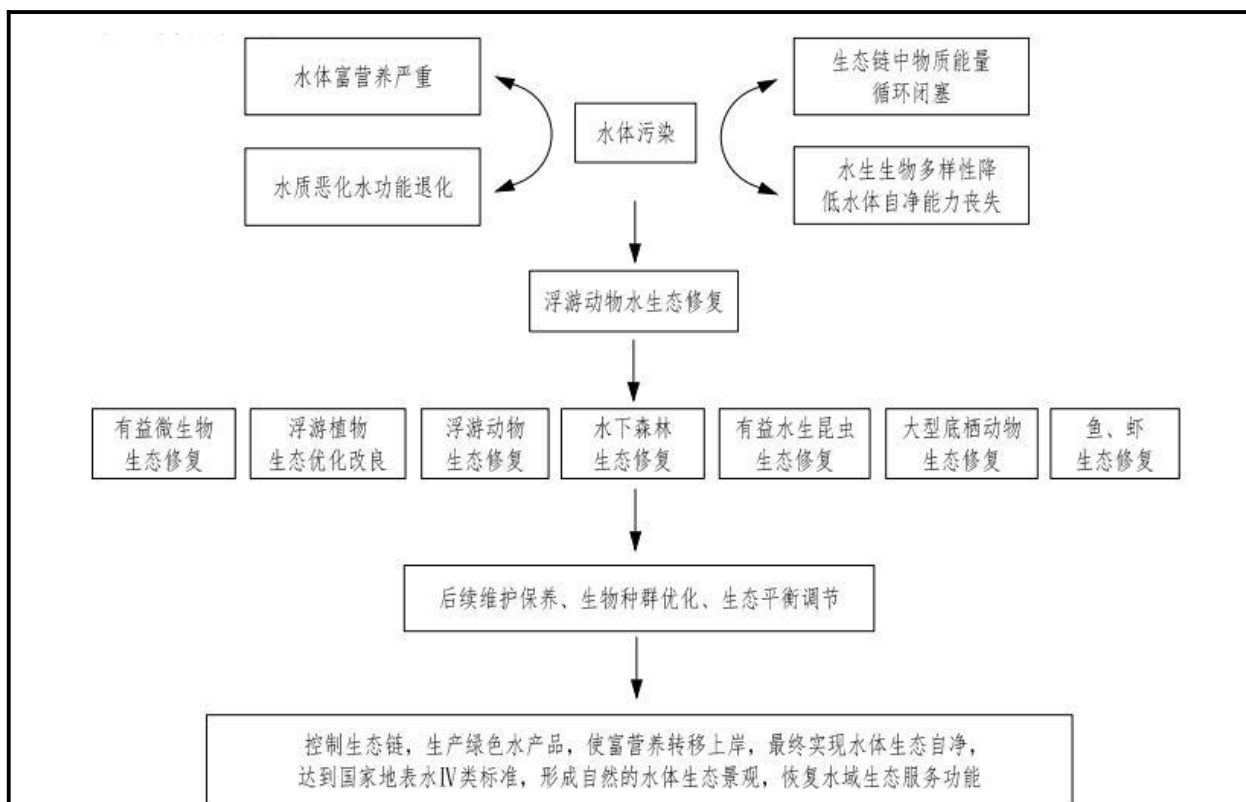 水体富营养严重
生态链中物质能量
循环闭塞
水体污染
水质恶化水功能退化
水生生物多样性降
低水体自净能力丧失
浮游动物水生态修复
有益微生物
生态修复
浮游植物
生态优化改良
浮游动物
生态修复
水下森林
生态修复
有益水生昆虫
生态修复
大型底栖动物
生态修复
鱼、虾
生态修复
后续维护保养、生物种群优化、生态平衡调节
控制生态链，生产绿色水产品，使富营养转移上岸，最终实现水体生态自净，
达到国家地表水Ⅳ类标准，形成自然的水体生态景观，恢复水域生态服务功能